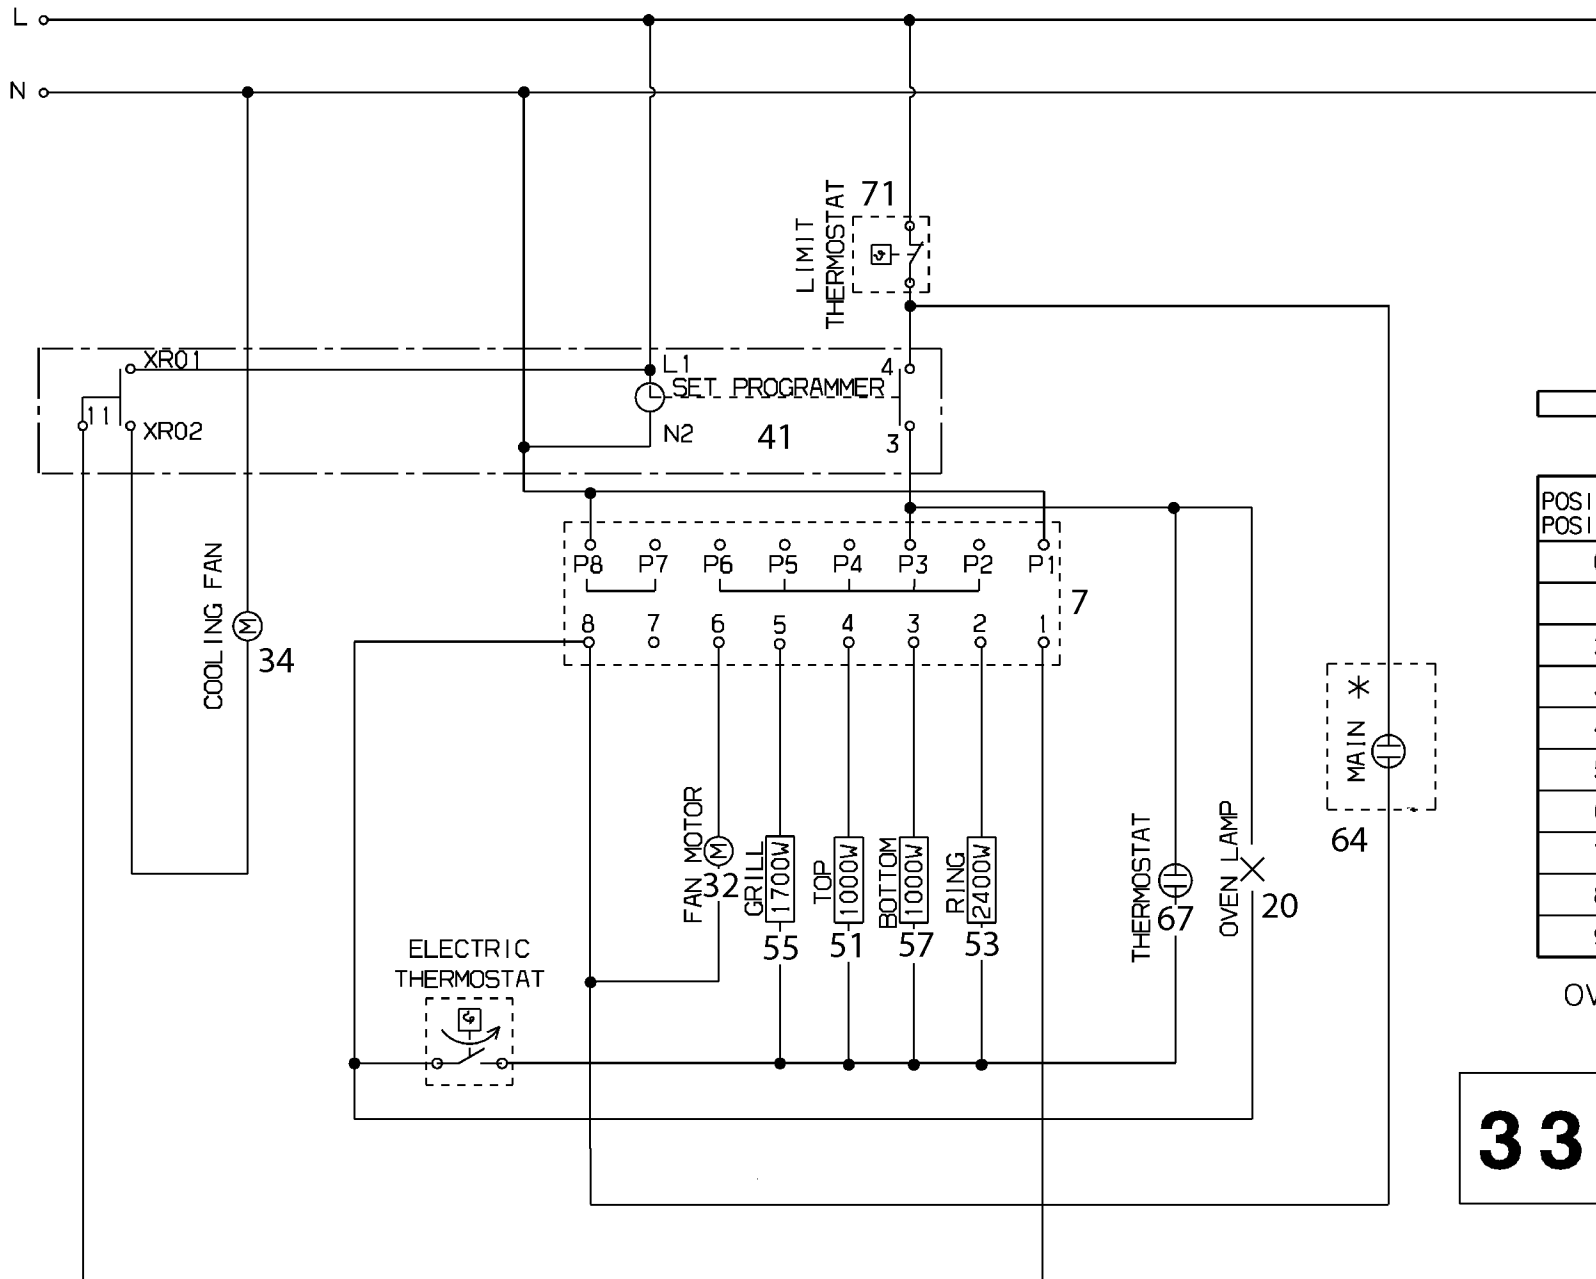 L
N
71
LIMIT
THERMOSTAT
XR01
L1
4
SET PROGRAMMER
11
XR02
N2
41
3
POSI
POSI
P8 P7 P6 P5 P4 P3 P2 P1
7
8 7 6 5 4 3 2 1
COOLING FAN
M
34
MAIN *
64
FAN MOTOR
M
32
GRILL
1700W
55
TOP
1000W
51
BOTTOM
1000W
57
RING
2400W
53
THERMOSTAT
67
OVEN LAMP
20
ELECTRIC
THERMOSTAT
OV
33